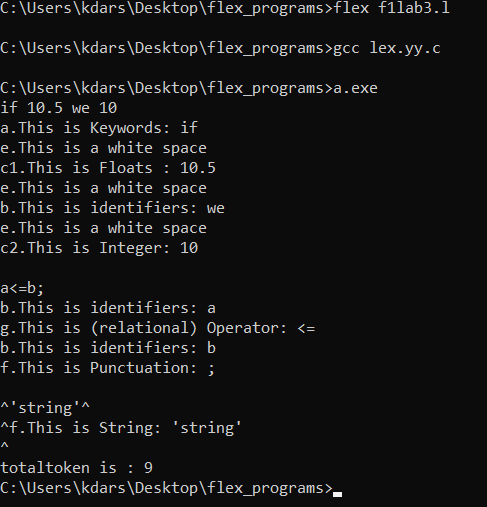 C:\Users\kdars\Desktop\flex_programs>flex f1lab3.l
C:\Users\kdars\Desktop\flex_programs>gcc lex.yy.c
C:\Users\kdars\Desktop\flex_programs>a.exe
if 10.5 we 10
a.This is Keywords: if
e.This is a white space
c1.This is Floats : 10.5
e.This is a white space
b.This is identifiers: we
e.This is a white space
c2.This is Integer: 10
a<=b;
b.This is identifiers: a
g.This is (relational) Operator: <=
b.This is identifiers: b
f.This is Punctuation: ;
^'string'^
^f.This is String: 'string'
^
totaltoken is : 9
C:\Users\kdars\Desktop\flex_programs>